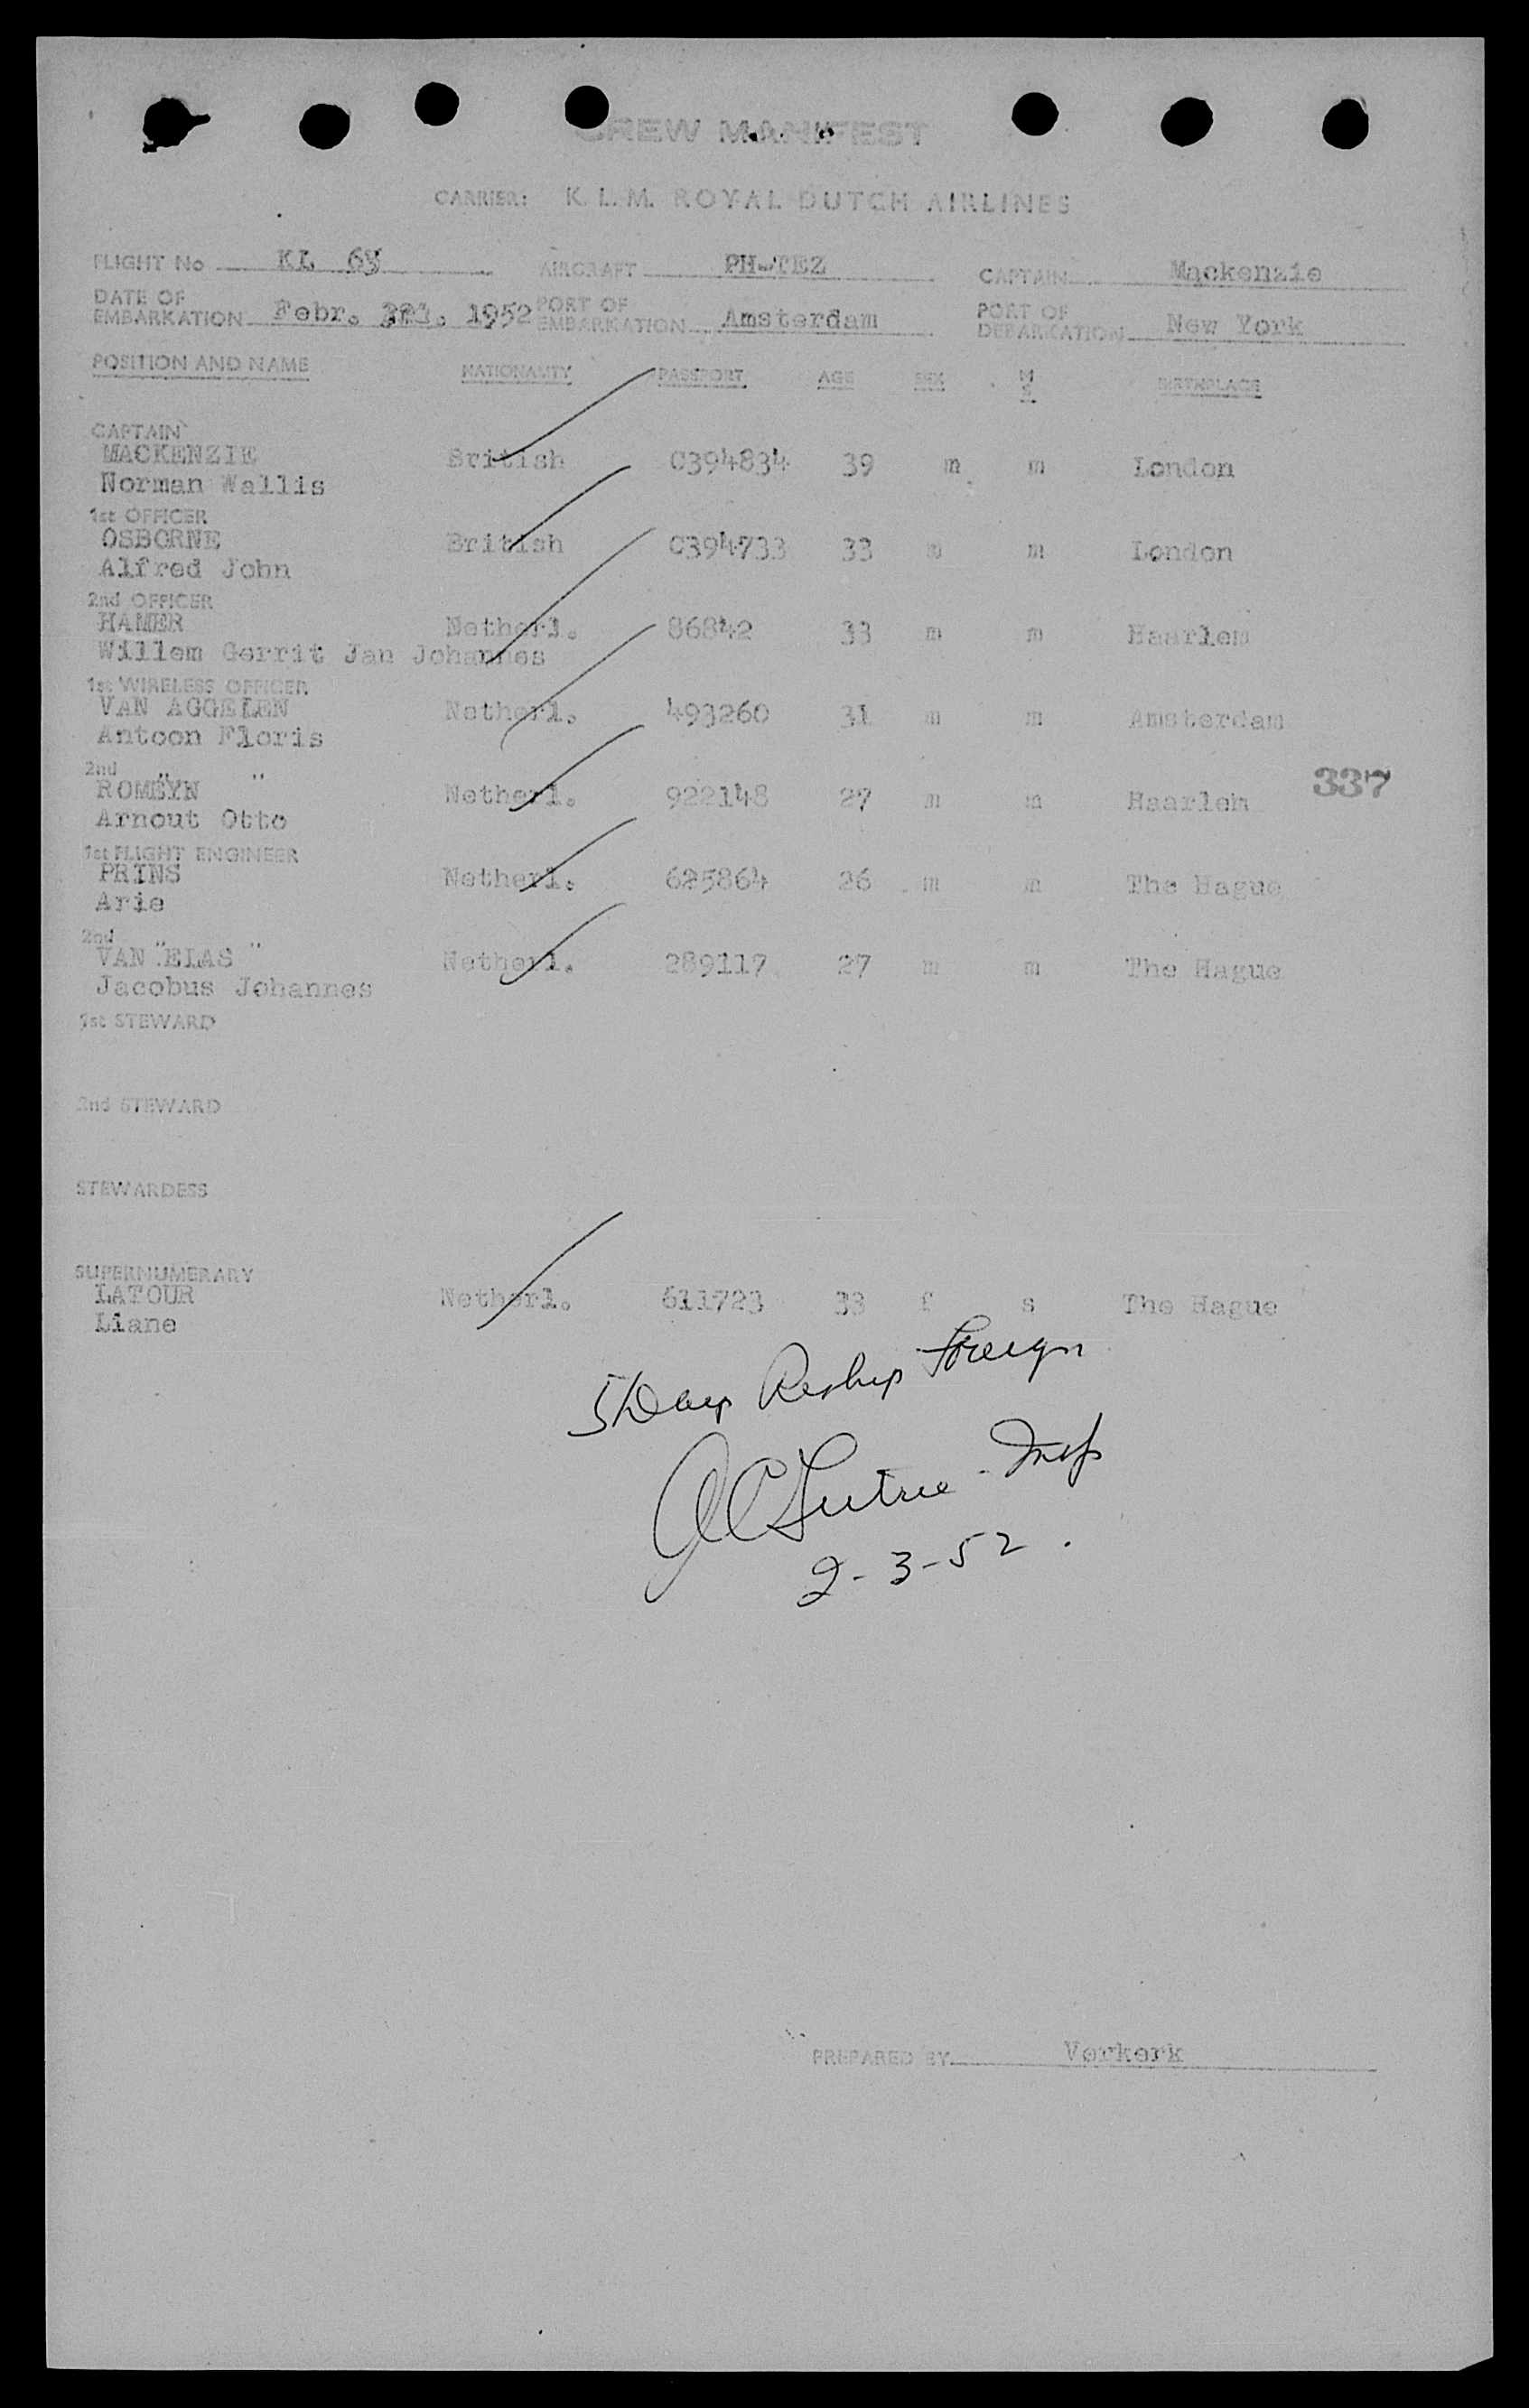 CREW MANIFEST
CARRIER: K. L. M. ROYAL DUTCH AIRLINES
FLIGHT No KL AIRCRAFT PH-TEZ CAPTAIN Mackenzie
DATE OF EMBARKATION Febr. 1952 PORT OF EMBARKATION Amsterdam PORT OF DEBARKATION New York
POSITION AND NAME NATIONALITY PASSPORT AGE SEX M S BIRTHPLACE
CAPTAIN
MACKENZIE British C394834 39 m m London
Norman Wallis
1st OFFICER
OSBORNE British C394733 33 m m London
Alfred John
2nd OFFICER
HAMER Netherl. 86842 33 m m Haarlem
Willem Gerrit Jan Johannes
1st WIRELESS OFFICER
VAN AGGELEN Netherl. 493260 31 m m Amsterdam
Antoon Floris
2nd " "
ROMEYN Netherl. 922148 27 m m Haarlem 337
Arnout Otto
1st FLIGHT ENGINEER
PRINS Netherl. 625864 26 m m The Hague
Arie
2nd " "
VAN ELAS Netherl. 289117 27 m m The Hague
Jacobus Johannes
1st STEWARD
2nd STEWARD
STEWARDESS
SUPERNUMERARY
LATOUR Netherl. 611723 33 f s The Hague
Liane
5 Days Reship Foreign
Insp
2-3-52.
PREPARED BY Verkerk